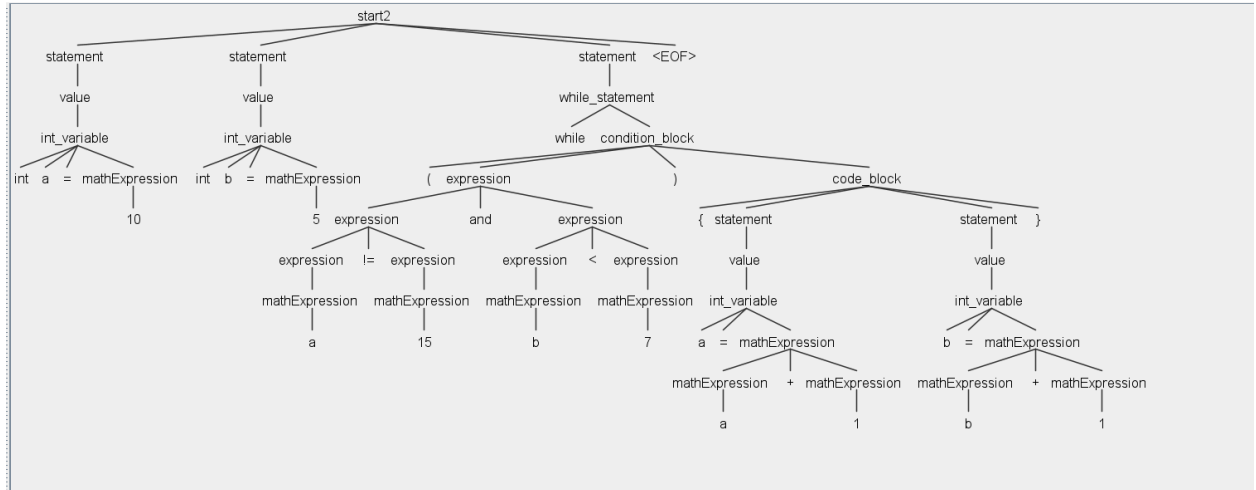 start2
statement statement statement <EOF>
value value while_statement
int_variable int_variable while condition_block
int a = mathExpression int b = mathExpression ( expression ) code_block
10 5 expression and expression { statement statement }
expression != expression expression < expression value value
mathExpression mathExpression mathExpression mathExpression int_variable int_variable
a 15 b 7 a = mathExpression b = mathExpression
mathExpression + mathExpression mathExpression + mathExpression
a 1 b 1